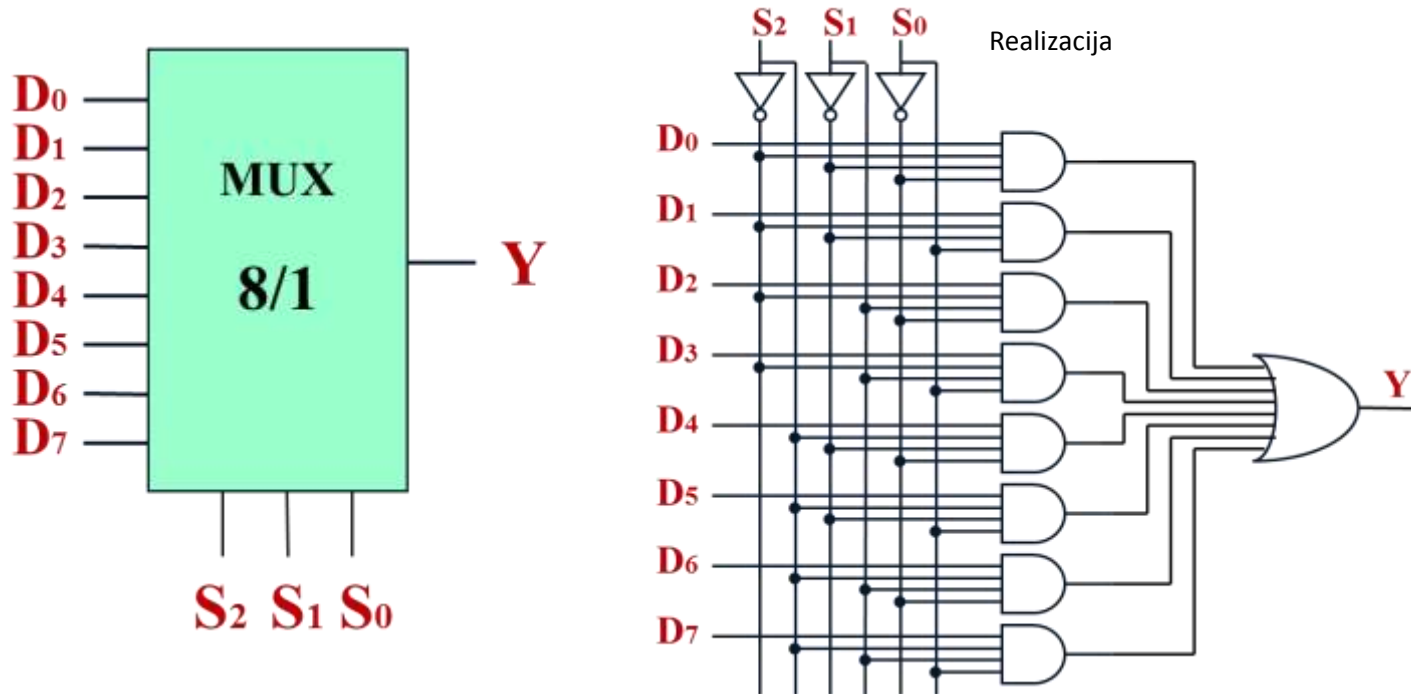 D0
D1
D2
D3
D4
D5
D6
D7
MUX
8/1
Y
S2 S1 S0
S2 S1 S0
Realizacija
D0
D1
D2
D3
D4
D5
D6
D7
Y